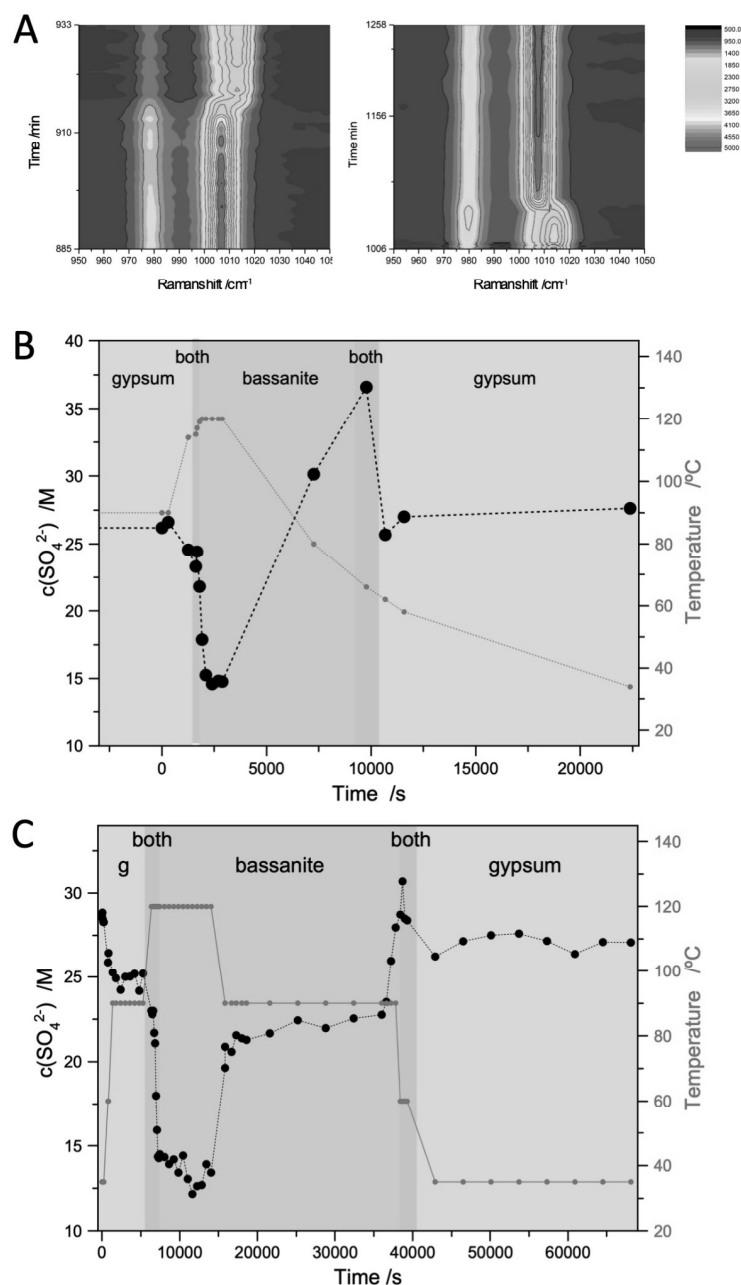 A
933
910
885
Time /min
950 960 970 980 990 1000 1010 1020 1030 1040 1050
Ramanshift /cm-1
1258
1156
1006
Time min
950 960 970 980 990 1000 1010 1020 1030 1040 1050
Ramanshift /cm-1
500.0
950.0
1400
1850
2300
2750
3200
3650
4100
4550
5000
B
40
35
30
25
20
15
10
c(SO₄²⁻) /M
gypsum
both
bassanite
both
gypsum
140
120
100
80
60
40
20
Temperature /ºC
0 5000 10000 15000 20000
Time /s
C
30
25
20
15
10
c(SO₄²⁻) /M
g
both
bassanite
both
gypsum
140
120
100
80
60
40
20
Temperature /ºC
0 10000 20000 30000 40000 50000 60000
Time /s